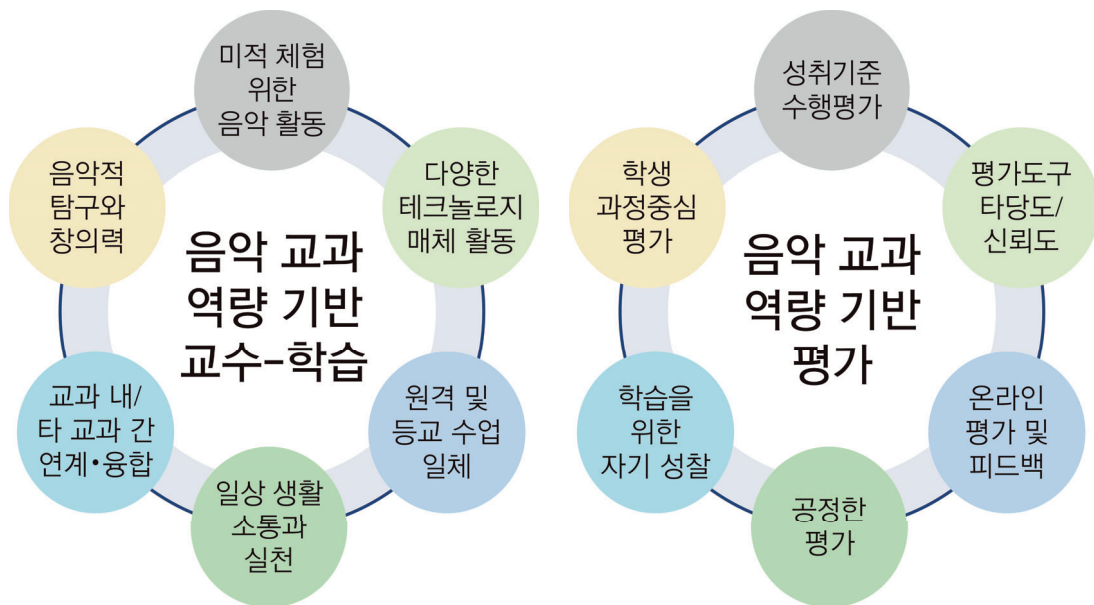 미적 체험
위한
음악 활동
다양한
테크놀로지
매체 활동
원격 및
등교 수업
일체
일상 생활
소통과
실천
교과 내/
타 교과 간
연계•융합
음악적
탐구와
창의력
음악 교과
역량 기반
교수-학습
성취기준
수행평가
평가도구
타당도/
신뢰도
온라인
평가 및
피드백
공정한
평가
학습을
위한
자기 성찰
학생
과정중심
평가
음악 교과
역량 기반
평가